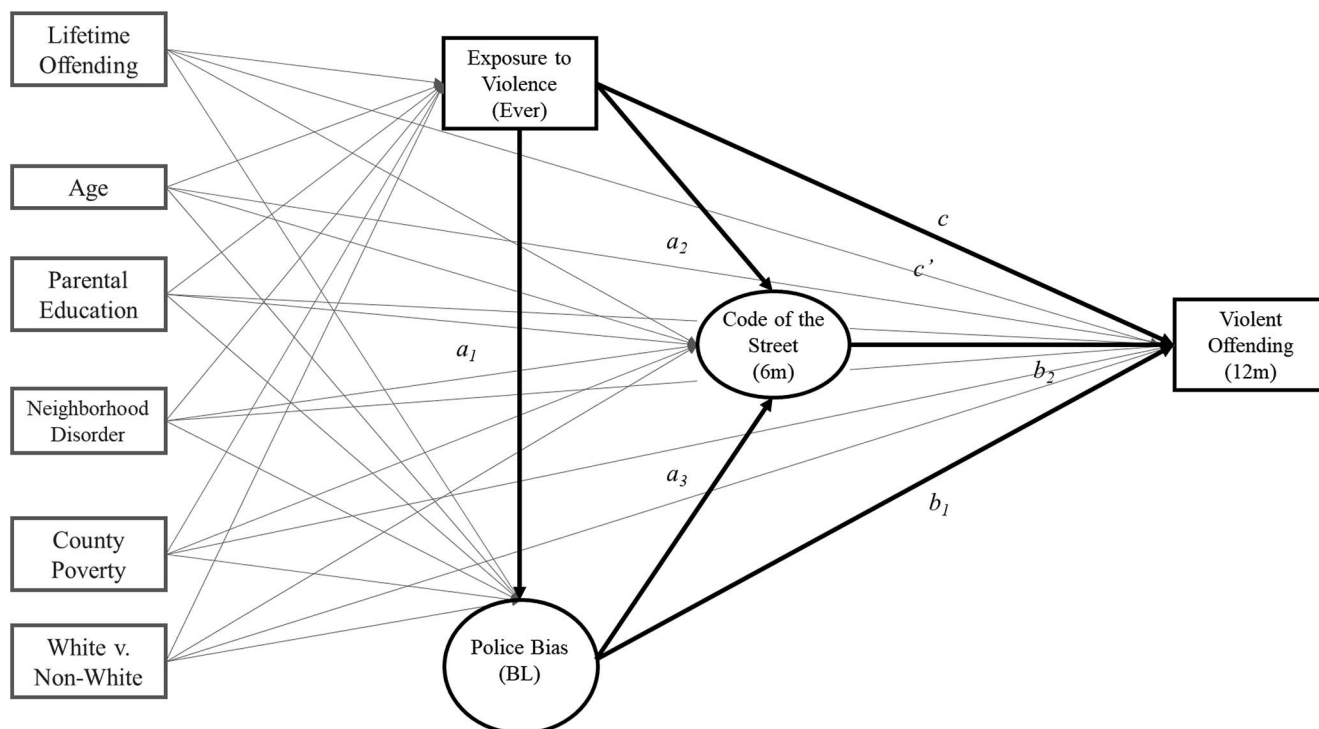 Lifetime
Offending
Age
Parental
Education
Neighborhood
Disorder
County
Poverty
White v.
Non-White
Exposure to
Violence
(Ever)
a1
a2
a3
Code of the
Street
(6m)
Police Bias
(BL)
c
c’
b2
b1
Violent
Offending
(12m)